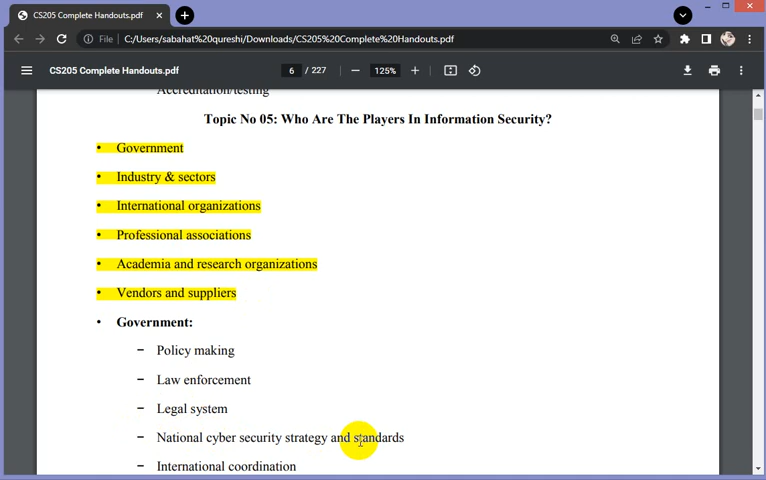 CS205 Complete Handouts.pdf
File
C:/Users/sabahat%20qureshi/Downloads/CS205%20Complete%20Handouts.pdf
CS205 Complete Handouts.pdf
6 / 227
125%
Accreditation/testing
Topic No 05: Who Are The Players In Information Security?
• Government
• Industry & sectors
• International organizations
• Professional associations
• Academia and research organizations
• Vendors and suppliers
• Government:
– Policy making
– Law enforcement
– Legal system
– National cyber security strategy and standards
– International coordination